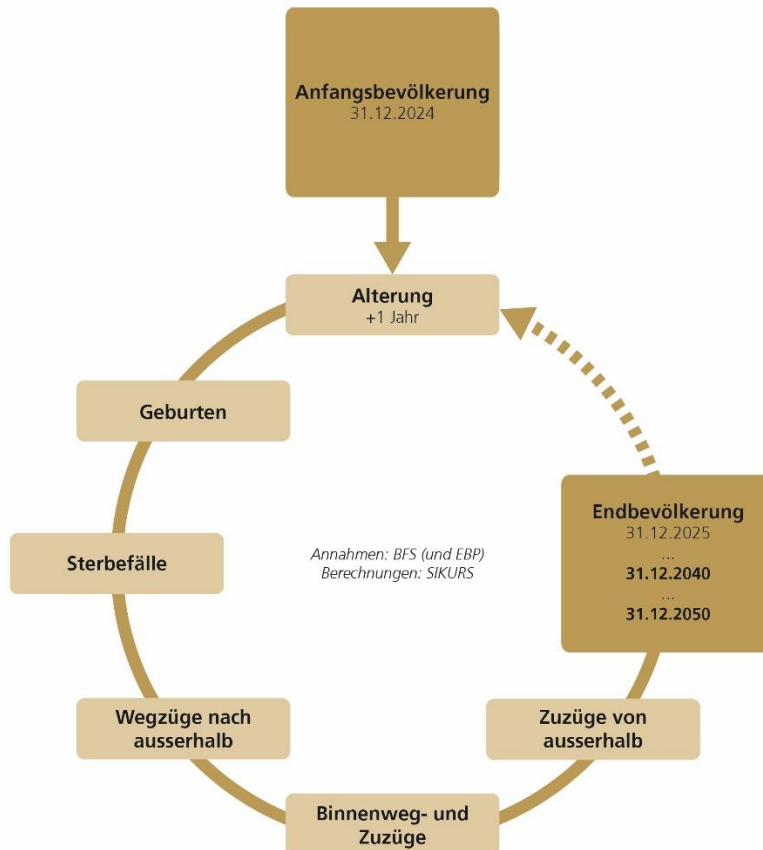 Anfangsbevölkerung
31.12.2024
Alterung
+1 Jahr
Geburten
Sterbefälle
Wegzüge nach
ausserhalb
Binnenweg- und
Zuzüge
Zuzüge von
ausserhalb
Endbevölkerung
31.12.2025
...
31.12.2040
...
31.12.2050
Annahmen: BFS (und EBP)
Berechnungen: SIKURS